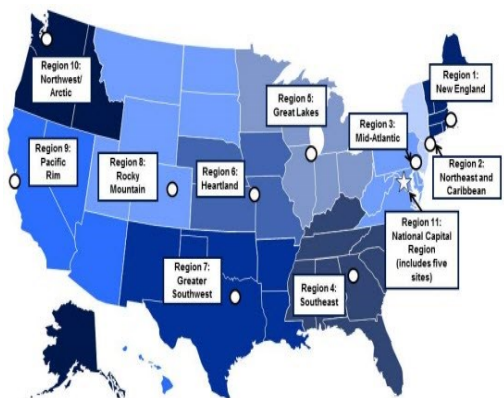 Region 10:
Northwest/
Arctic
Region 1:
New England
Region 5:
Great Lakes
Region 3:
Mid-Atlantic
Region 9:
Pacific
Rim
Region 8:
Rocky
Mountain
Region 6:
Heartland
Region 2:
Northeast and
Caribbean
Region 11:
National Capital
Region
(includes five
sites)
Region 7:
Greater
Southwest
Region 4:
Southeast